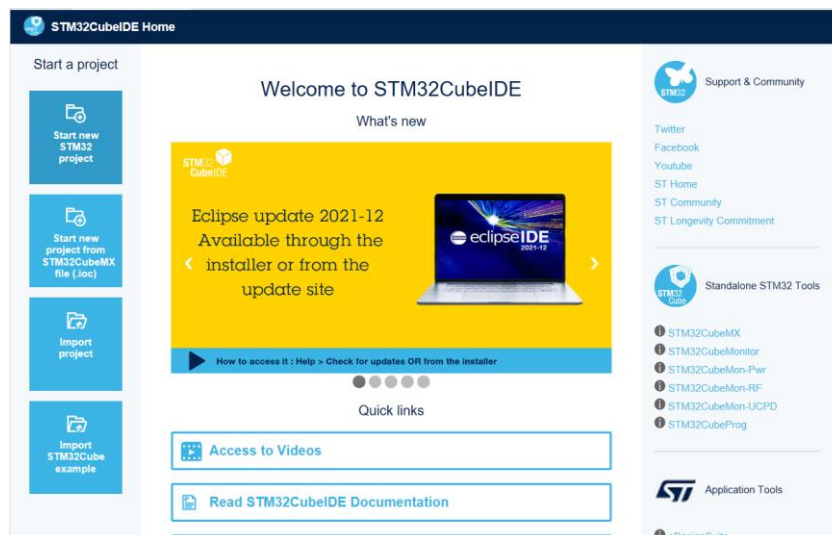 STM32CubeIDE Home
Start a project
Start new
STM32
project
Start new
project from
STM32CubeMX
file (.ioc)
Import
project
Import
STM32Cube
example
Welcome to STM32CubeIDE
What's new
STM32
CubeIDE
Eclipse update 2021-12
Available through the
installer or from the
update site
eclipse IDE
2021-12
How to access it : Help > Check for updates OR from the installer
Quick links
Access to Videos
Read STM32CubeIDE Documentation
STM32
Support & Community
Twitter
Facebook
Youtube
ST Home
ST Community
ST Longevity Commitment
STM32
Cube
Standalone STM32 Tools
STM32CubeMX
STM32CubeMonitor
STM32CubeMon-Pwr
STM32CubeMon-RF
STM32CubeMon-UCPD
STM32CubeProg
ST
Application Tools